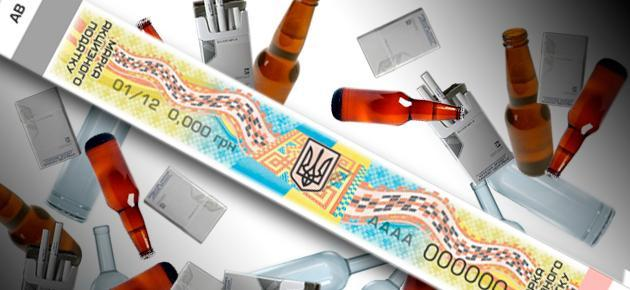 АВ
МАРКА
АКЦИЗНОГО
ПОДАТКУ
01/12 0,000 грн
АААА 000000